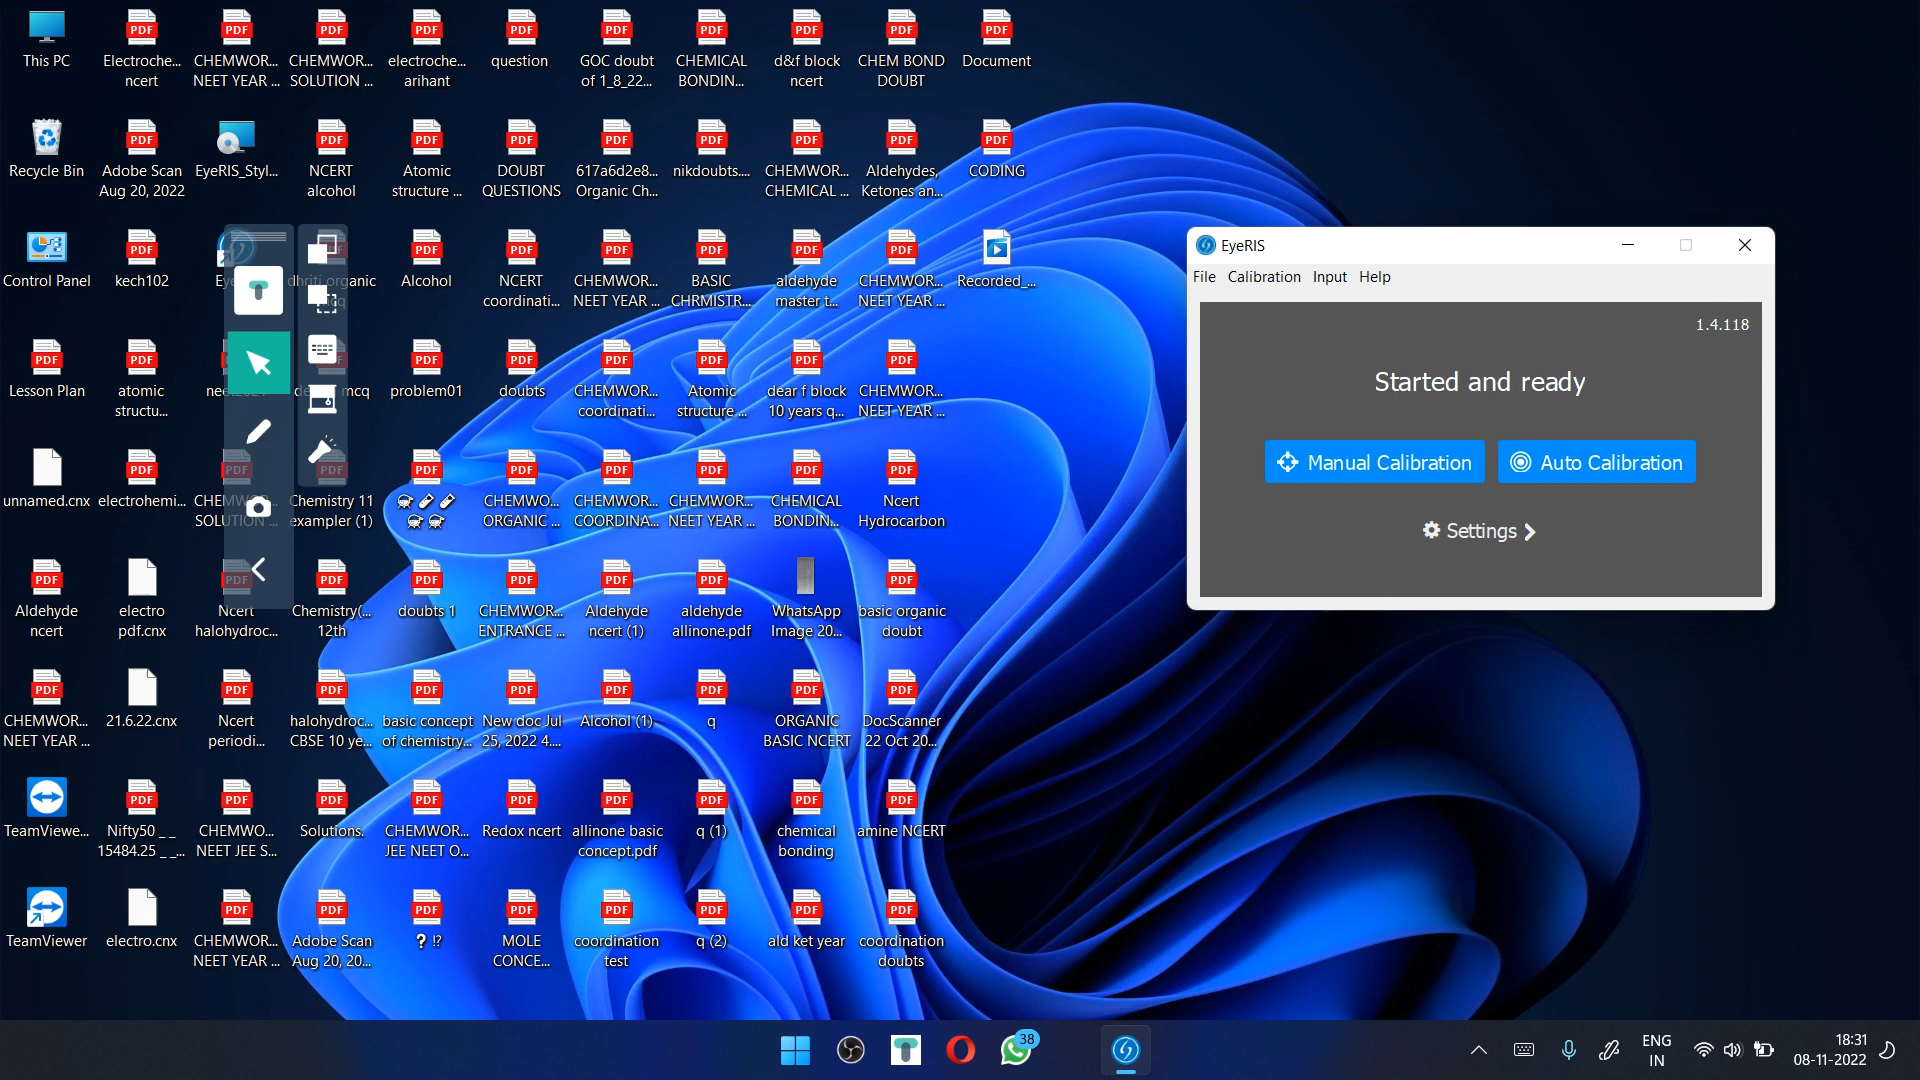 This PC
Electroche...
ncert
CHEMWOR...
NEET YEAR ...
CHEMWOR...
SOLUTION ...
electroche...
arihant
question
GOC doubt
of 1_8_22...
CHEMICAL
BONDIN...
d&f block
ncert
CHEM BOND
DOUBT
Document
Recycle Bin
Adobe Scan
Aug 20, 2022
EyeRIS_Styl...
NCERT
alcohol
Atomic
structure ...
DOUBT
QUESTIONS
617a6d2e8...
Organic Ch...
nikdoubts....
CHEMWOR...
CHEMICAL ...
Aldehydes,
Ketones an...
CODING
Control Panel
kech102
dhriti organic
Alcohol
NCERT
coordinati...
CHEMWOR...
NEET YEAR ...
BASIC
CHRMISTR...
aldehyde
master t...
CHEMWOR...
NEET YEAR ...
Recorded_...
Lesson Plan
atomic
structu...
mcq
problem01
doubts
CHEMWOR...
coordinati...
Atomic
structure ...
dear f block
10 years q...
CHEMWOR...
NEET YEAR ...
unnamed.cnx
electrohemi...
CHEMWOR...
SOLUTION ...
Chemistry 11
exampler (1)
CHEMWO...
ORGANIC ...
CHEMWOR...
COORDINA...
CHEMWOR...
NEET YEAR ...
CHEMICAL
BONDIN...
Ncert
Hydrocarbon
Aldehyde
ncert
electro
pdf.cnx
Ncert
halohydroc...
Chemistry(...
12th
doubts 1
CHEMWOR...
ENTRANCE ...
Aldehyde
ncert (1)
aldehyde
allinone.pdf
WhatsApp
Image 20...
basic organic
doubt
CHEMWOR...
NEET YEAR ...
21.6.22.cnx
Ncert
periodi...
halohydroc...
CBSE 10 ye...
basic concept
of chemistry...
New doc Jul
25, 2022 4....
Alcohol (1)
q
ORGANIC
BASIC NCERT
DocScanner
22 Oct 20...
TeamViewe...
Nifty50 _ _
15484.25 _ _...
CHEMWO...
NEET JEE S...
Solutions.
CHEMWOR...
JEE NEET O...
Redox ncert
allinone basic
concept.pdf
q (1)
chemical
bonding
amine NCERT
TeamViewer
electro.cnx
CHEMWOR...
NEET YEAR ...
Adobe Scan
Aug 20, 20...
❓ ⁉
MOLE
CONCE...
coordination
test
q (2)
ald ket year
coordination
doubts
EyeRIS
File Calibration Input Help
1.4.118
Started and ready
Manual Calibration
Auto Calibration
Settings
38
ENG
IN
18:31
08-11-2022